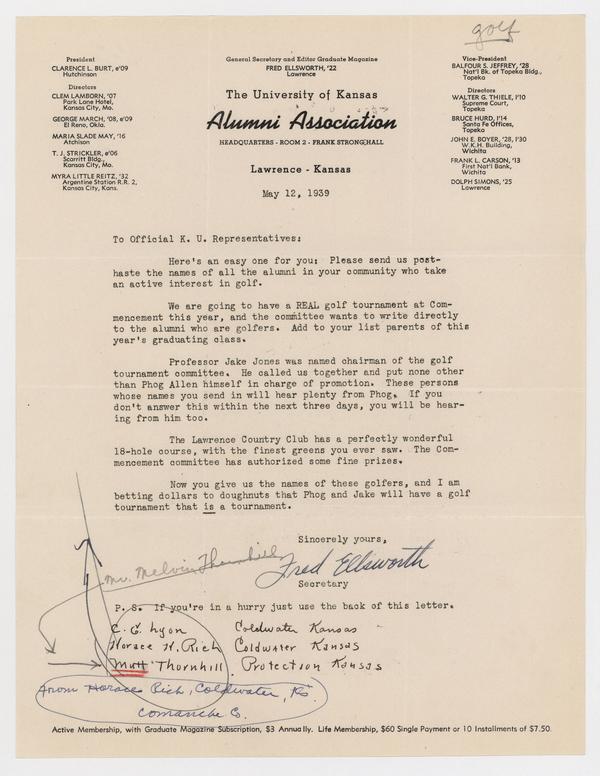 golf
President
CLARENCE L. BURT, e'09
Hutchinson
Directors
CLEM LAMBORN, '07
Park Lane Hotel,
Kansas City, Mo.
GEORGE MARCH, '08, e'09
El Reno, Okla.
MARIA SLADE MAY, '16
Atchison
T. J. STRICKLER, e'06
Scarritt Bldg.,
Kansas City, Mo.
MYRA LITTLE REITZ, '32
Argentine Station R.R. 2,
Kansas City, Kans.
General Secretary and Editor Graduate Magazine
FRED ELLSWORTH, '22
Lawrence
The University of Kansas
Alumni Association
HEADQUARTERS - ROOM 2 - FRANK STRONG HALL
Lawrence - Kansas
Vice-President
BALFOUR S. JEFFREY, '28
Nat'l Bk. of Topeka Bldg.,
Topeka
Directors
WALTER G. THIELE, l'10
Supreme Court,
Topeka
BRUCE HURD, l'14
Santa Fe Offices,
Topeka
JOHN E. BOYER, '28, l'30
W.K.H. Building,
Wichita
FRANK L. CARSON, '13
First Nat'l Bank,
Wichita
DOLPH SIMONS, '25
Lawrence
May 12, 1939
To Official K. U. Representatives:
Here's an easy one for you: Please send us post-
haste the names of all the alumni in your community who take
an active interest in golf.
We are going to have a REAL golf tournament at Com-
mencement this year, and the committee wants to write directly
to the alumni who are golfers. Add to your list parents of this
year's graduating class.
Professor Jake Jones was named chairman of the golf
tournament committee. He called us together and put none other
than Phog Allen himself in charge of promotion. These persons
whose names you send in will hear plenty from Phog. If you
don't answer this within the next three days, you will be hear-
ing from him too.
The Lawrence Country Club has a perfectly wonderful
18-hole course, with the finest greens you ever saw. The Com-
mencement committee has authorized some fine prizes.
Now you give us the names of these golfers, and I am
betting dollars to doughnuts that Phog and Jake will have a golf
tournament that is a tournament.
Sincerely yours,
Mr. Melvin Thornhill
Fred Ellsworth
Secretary
P. S. If you're in a hurry just use the back of this letter.
C. E. Lyon Coldwater Kansas
Horace H. Rich Coldwater Kansas
Mutt Thornhill, Protection Kansas
From Horace Rich, Coldwater, Ks.
Comanche Co.
Active Membership, with Graduate Magazine Subscription, $3 Annually. Life Membership, $60 Single Payment or 10 Installments of $7.50.